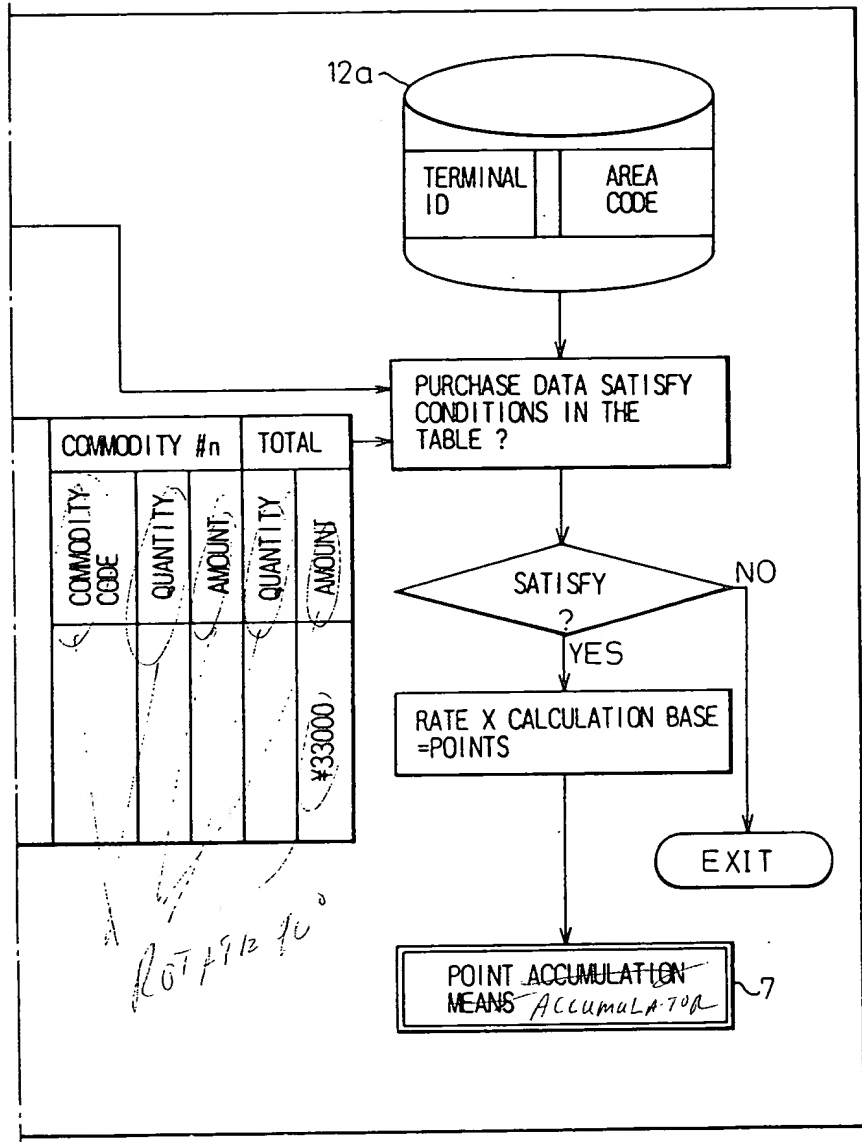 12a
TERMINAL
ID
AREA
CODE
PURCHASE DATA SATISFY
CONDITIONS IN THE
TABLE ?
COMMODITY #n
TOTAL
COMMODITY
CODE
QUANTITY
AMOUNT
QUANTITY
AMOUNT
¥33000
SATISFY
?
NO
YES
RATE X CALCULATION BASE
=POINTS
EXIT
POINT ACCUMULATION
MEANS ACCUMULATOR
7